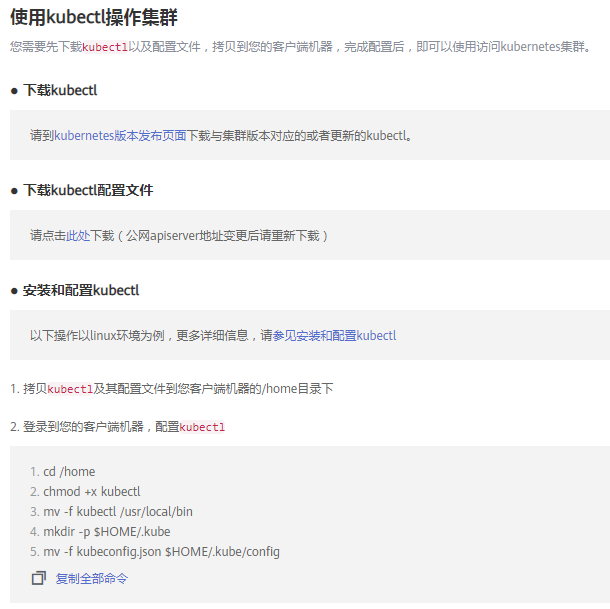 使用kubectl操作集群
您需要先下载kubectl以及配置文件，拷贝到您的客户端机器，完成配置后，即可以使用访问kubernetes集群。
● 下载kubectl
请到kubernetes版本发布页面下载与集群版本对应的或者更新的kubectl。
● 下载kubectl配置文件
请点击此处下载（公网apiserver地址变更后请重新下载）
● 安装和配置kubectl
以下操作以linux环境为例，更多详细信息，请参见安装和配置kubectl
1. 拷贝kubectl及其配置文件到您客户端机器的/home目录下
2. 登录到您的客户端机器，配置kubectl
1. cd /home
2. chmod +x kubectl
3. mv -f kubectl /usr/local/bin
4. mkdir -p $HOME/.kube
5. mv -f kubeconfig.json $HOME/.kube/config
复制全部命令